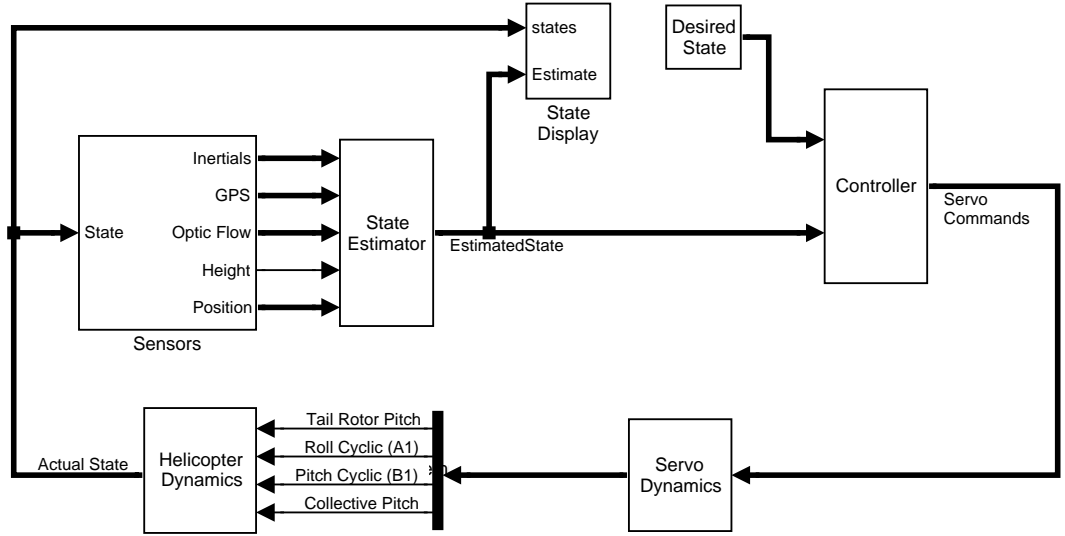 states
Estimate
State
Display
Desired
State
Controller
Servo
Commands
Inertials
GPS
Optic Flow
Height
Position
State
Sensors
State
Estimator
EstimatedState
Actual State
Helicopter
Dynamics
Tail Rotor Pitch
Roll Cyclic (A1)
Pitch Cyclic (B1)
Collective Pitch
Servo
Dynamics